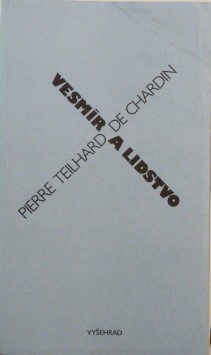 VESMÍR A LIDSTVO
PIERRE TEILHARD DE CHARDIN
VYŠEHRAD